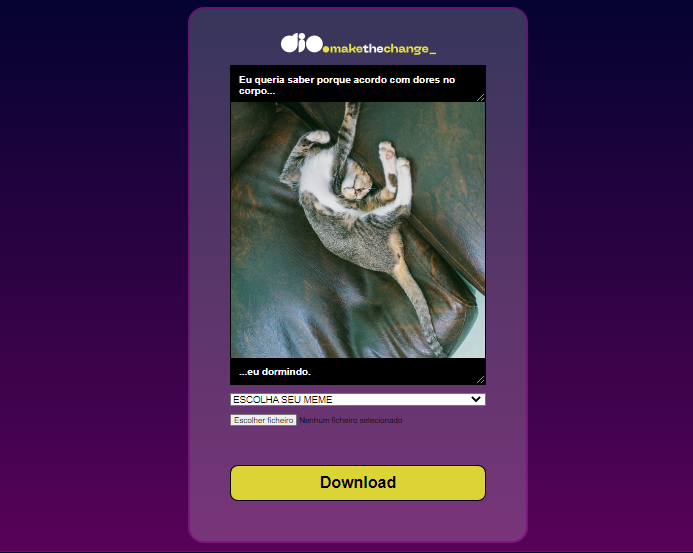 dio.makethechange_
Eu queria saber porque acordo com dores no
corpo...
...eu dormindo.
ESCOLHA SEU MEME
Escolher ficheiro Nenhum ficheiro selecionado
Download